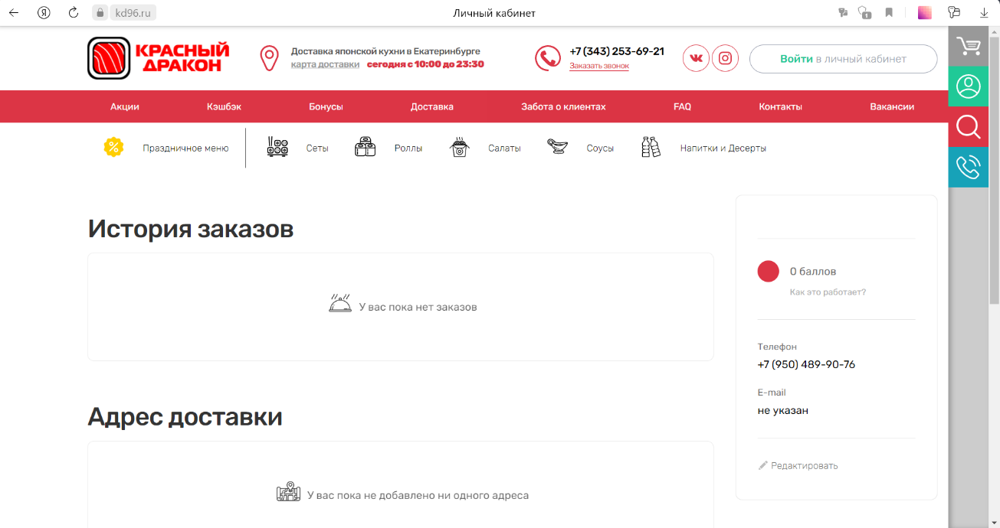 kd96.ru
Личный кабинет
КРАСНЫЙ
ДРАКОН
Доставка японской кухни в Екатеринбурге
карта доставки сегодня с 10:00 до 23:30
+7 (343) 253-69-21
Заказать звонок
Войти в личный кабинет
Акции Кэшбэк Бонусы Доставка Забота о клиентах FAQ Контакты Вакансии
Праздничное меню Сеты Роллы Салаты Соусы Напитки и Десерты
История заказов
У вас пока нет заказов
Адрес доставки
У вас пока не добавлено ни одного адреса
0 баллов
Как это работает?
Телефон
+7 (950) 489-90-76
E-mail
не указан
Редактировать